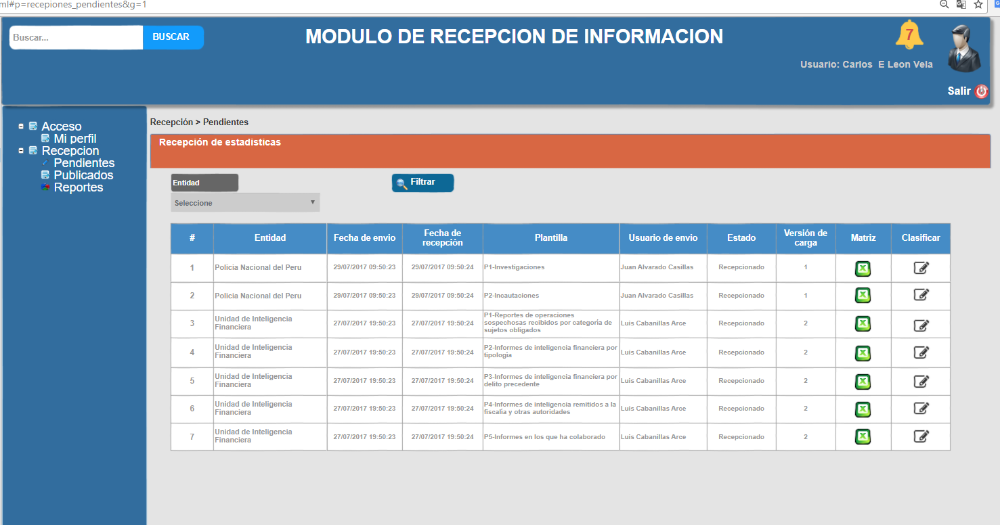 ml#p=recepiones_pendientes&g=1
Buscar...
BUSCAR
MODULO DE RECEPCION DE INFORMACION
7
Usuario: Carlos E Leon Vela
Salir
Acceso
Mi perfil
Recepcion
Pendientes
Publicados
Reportes
Recepción > Pendientes
Recepción de estadisticas
Entidad
Filtrar
Seleccione
# Entidad Fecha de envio Fecha de recepción Plantilla Usuario de envio Estado Versión de carga Matriz Clasificar
1 Policia Nacional del Peru 29/07/2017 09:50:23 29/07/2017 09:50:24 P1-Investigaciones Juan Alvarado Casillas Recepcionado 1
2 Policia Nacional del Peru 29/07/2017 09:50:23 29/07/2017 09:50:24 P2-Incautaciones Juan Alvarado Casillas Recepcionado 1
3 Unidad de Inteligencia Financiera 27/07/2017 19:50:23 27/07/2017 19:50:24 P1-Reportes de operaciones sospechosas recibidos por categoría de sujetos obligados Luis Cabanillas Arce Recepcionado 2
4 Unidad de Inteligencia Financiera 27/07/2017 19:50:23 27/07/2017 19:50:24 P2-Informes de inteligencia financiera por tipologia Luis Cabanillas Arce Recepcionado 2
5 Unidad de Inteligencia Financiera 27/07/2017 19:50:23 27/07/2017 19:50:24 P3-Informes de inteligencia financiera por delito precedente Luis Cabanillas Arce Recepcionado 2
6 Unidad de Inteligencia Financiera 27/07/2017 19:50:23 27/07/2017 19:50:24 P4-Informes de inteligencia remitidos a la fiscalia y otras autoridades Luis Cabanillas Arce Recepcionado 2
7 Unidad de Inteligencia Financiera 27/07/2017 19:50:23 27/07/2017 19:50:24 P5-Informes en los que ha colaborado Luis Cabanillas Arce Recepcionado 2